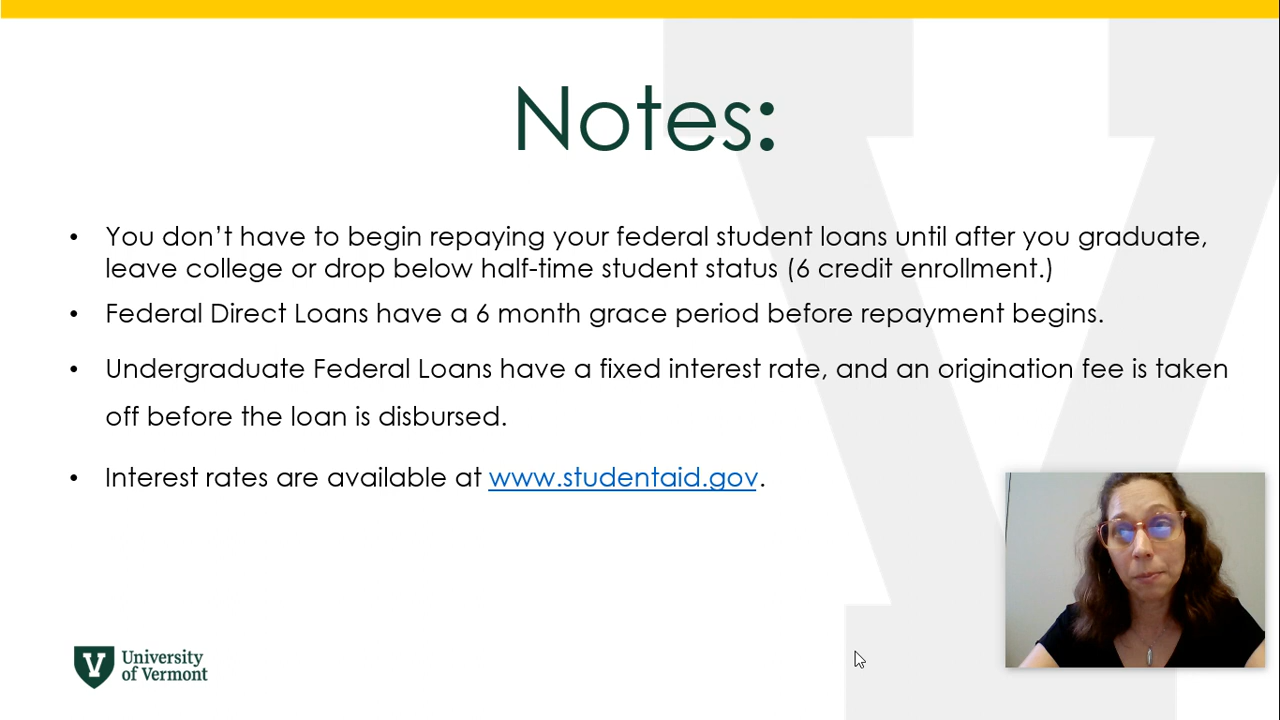 Notes:
• You don’t have to begin repaying your federal student loans until after you graduate,
leave college or drop below half-time student status (6 credit enrollment.)
• Federal Direct Loans have a 6 month grace period before repayment begins.
• Undergraduate Federal Loans have a fixed interest rate, and an origination fee is taken
off before the loan is disbursed.
• Interest rates are available at www.studentaid.gov.
V
University
of Vermont